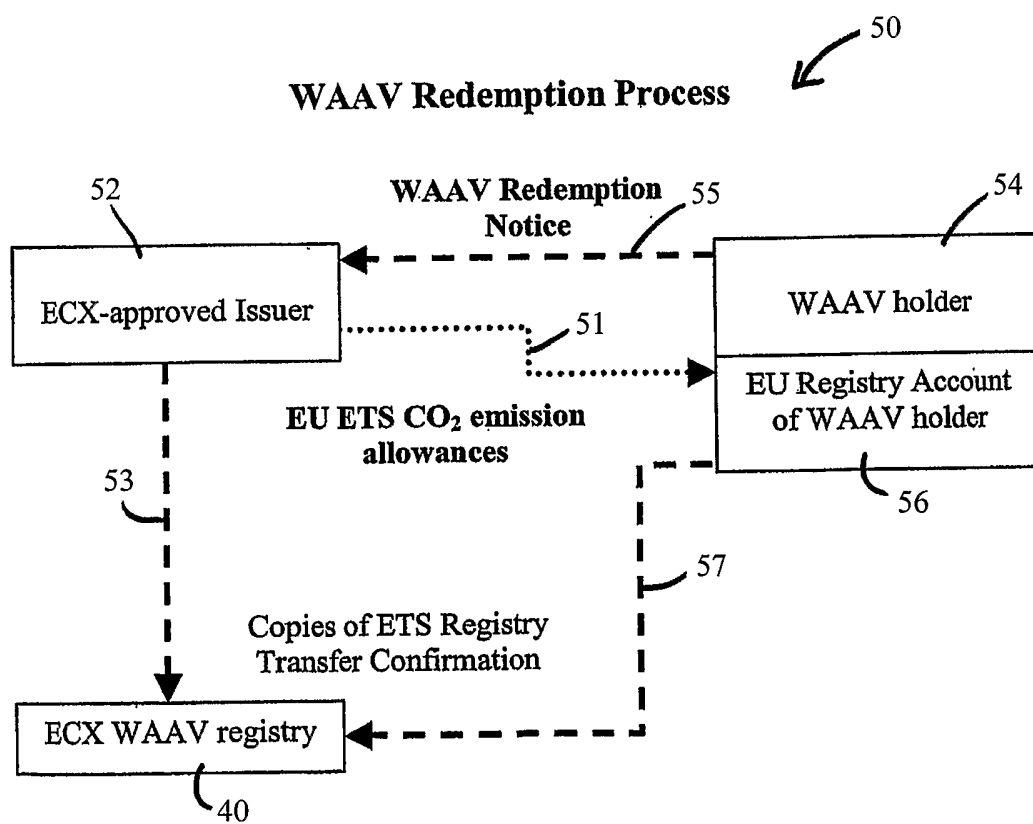 50
WAAV Redemption Process
52
WAAV Redemption
Notice
55
54
ECX-approved Issuer
WAAV holder
51
EU ETS CO₂ emission
allowances
EU Registry Account
of WAAV holder
53
56
57
Copies of ETS Registry
Transfer Confirmation
ECX WAAV registry
40